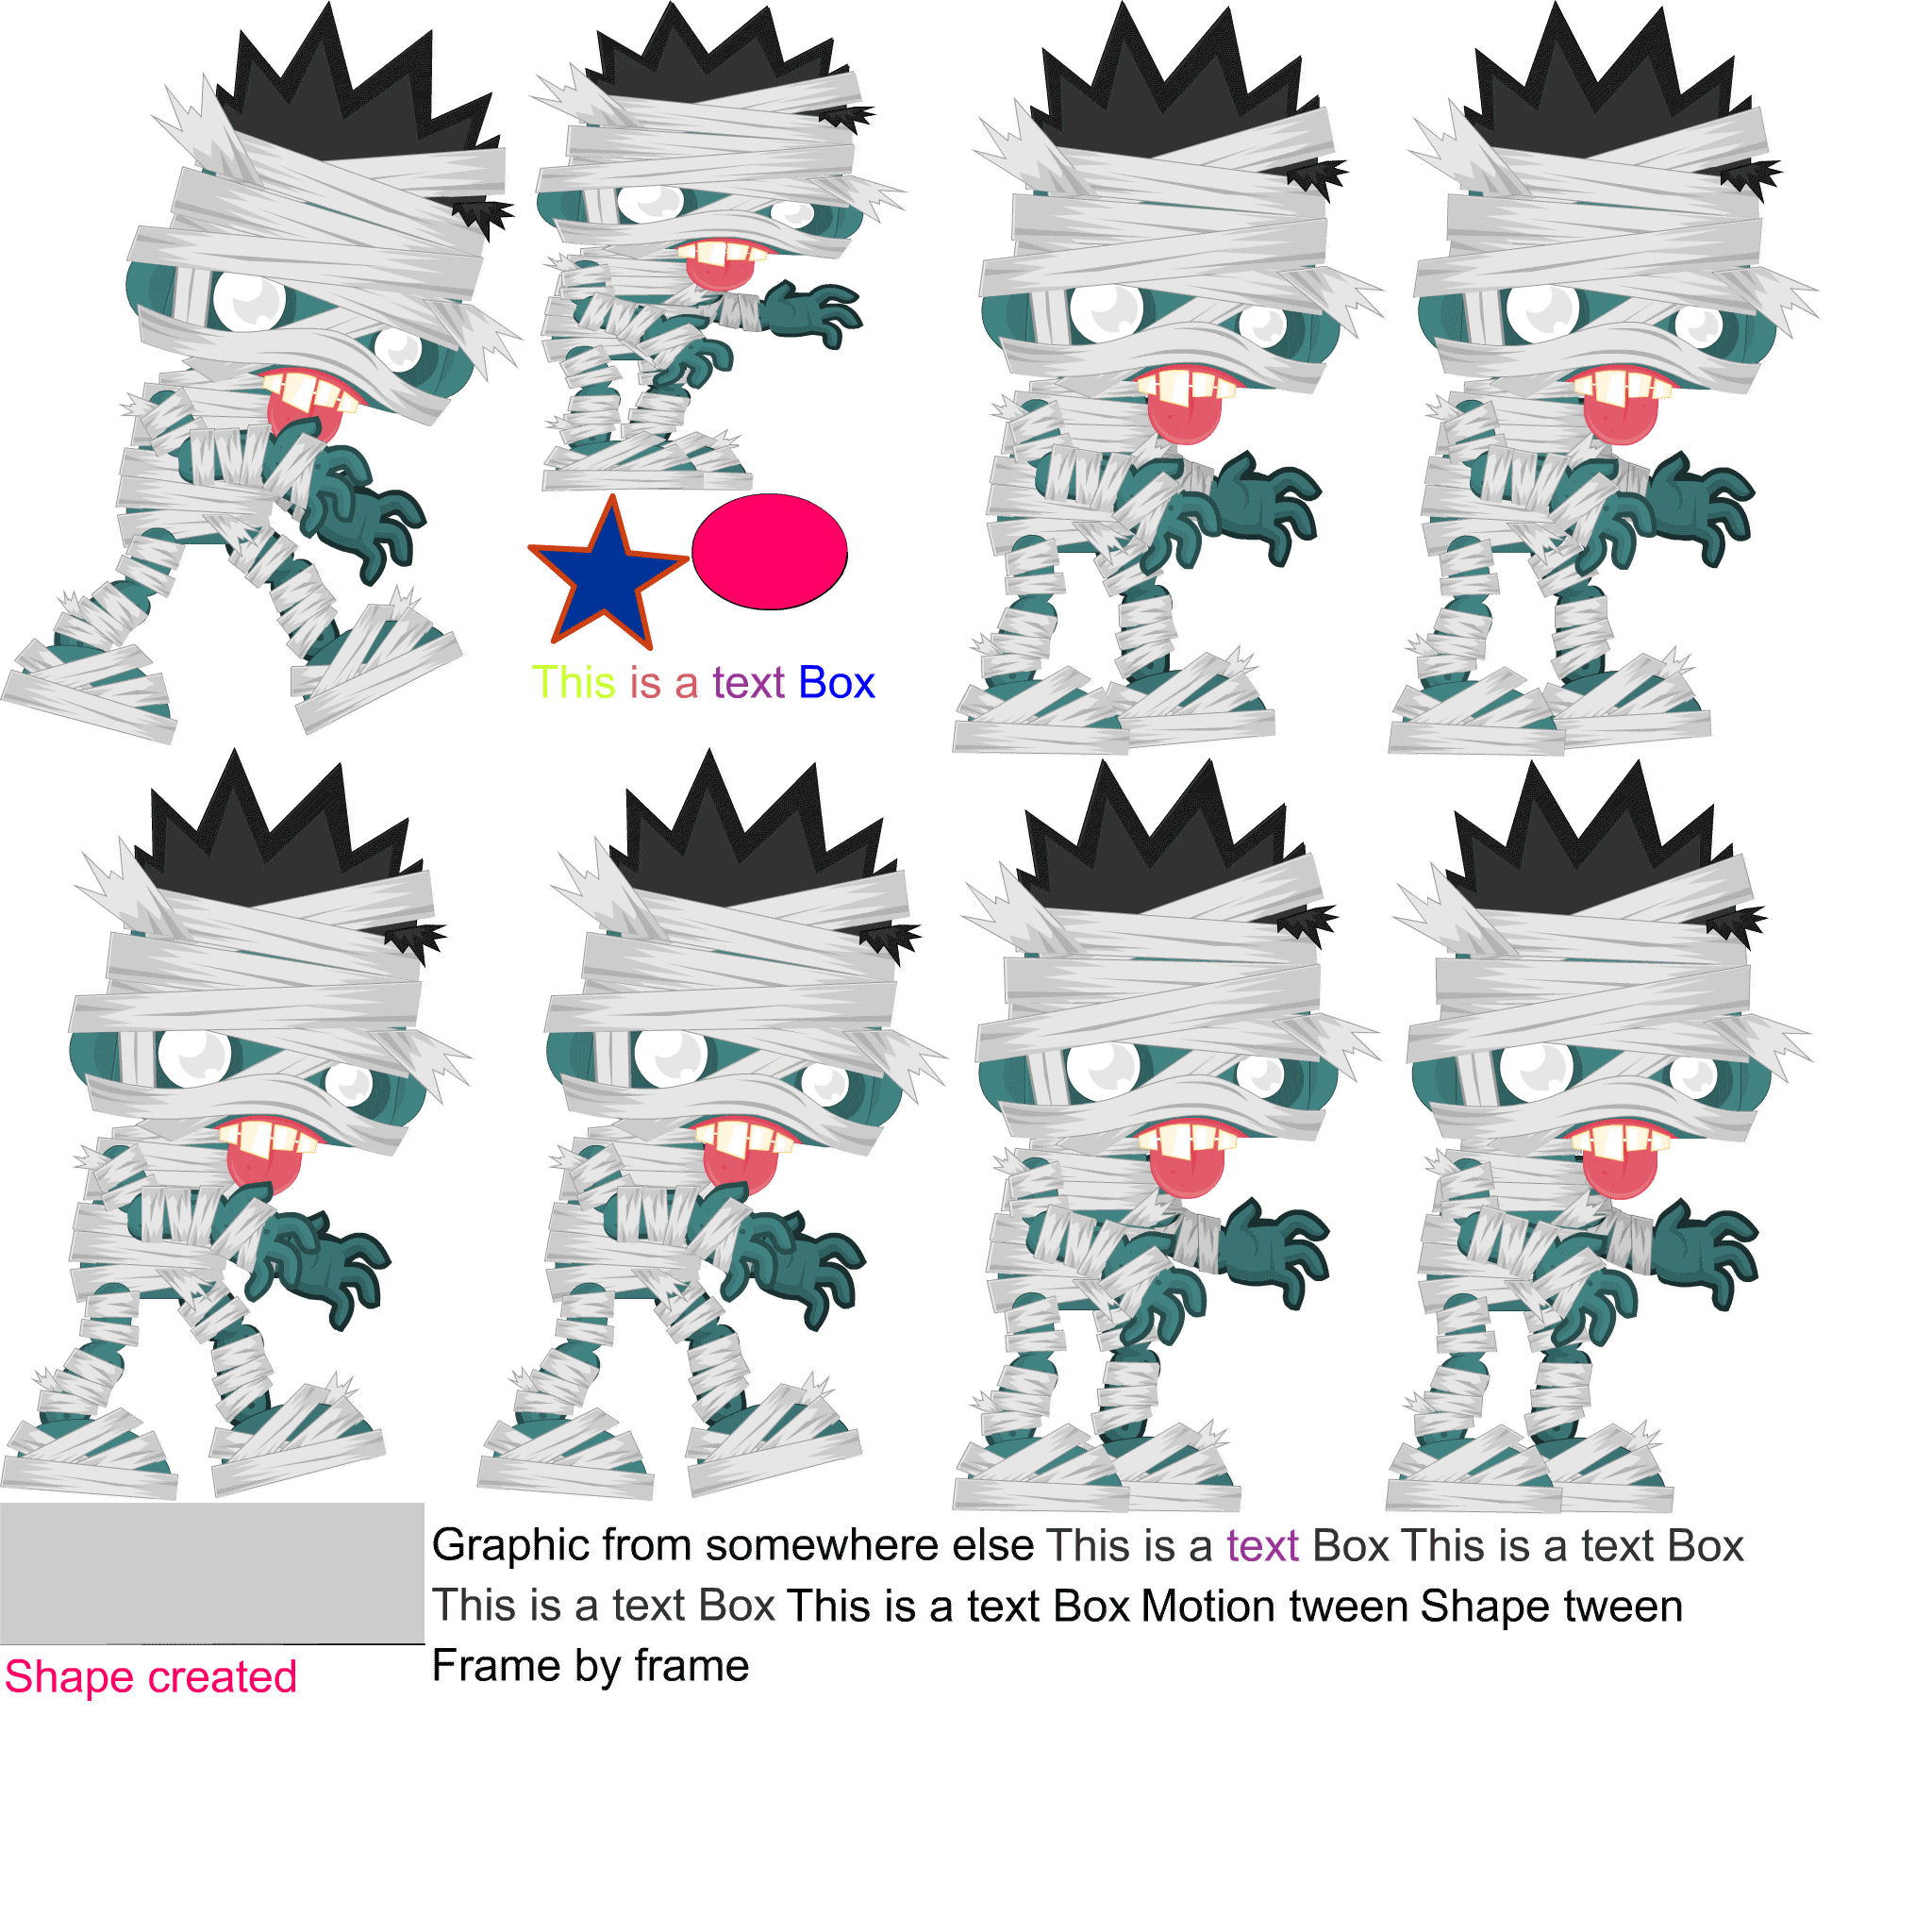 This is a text Box
Graphic from somewhere else This is a text Box This is a text Box
This is a text Box This is a text Box Motion tween Shape tween
Frame by frame
Shape created